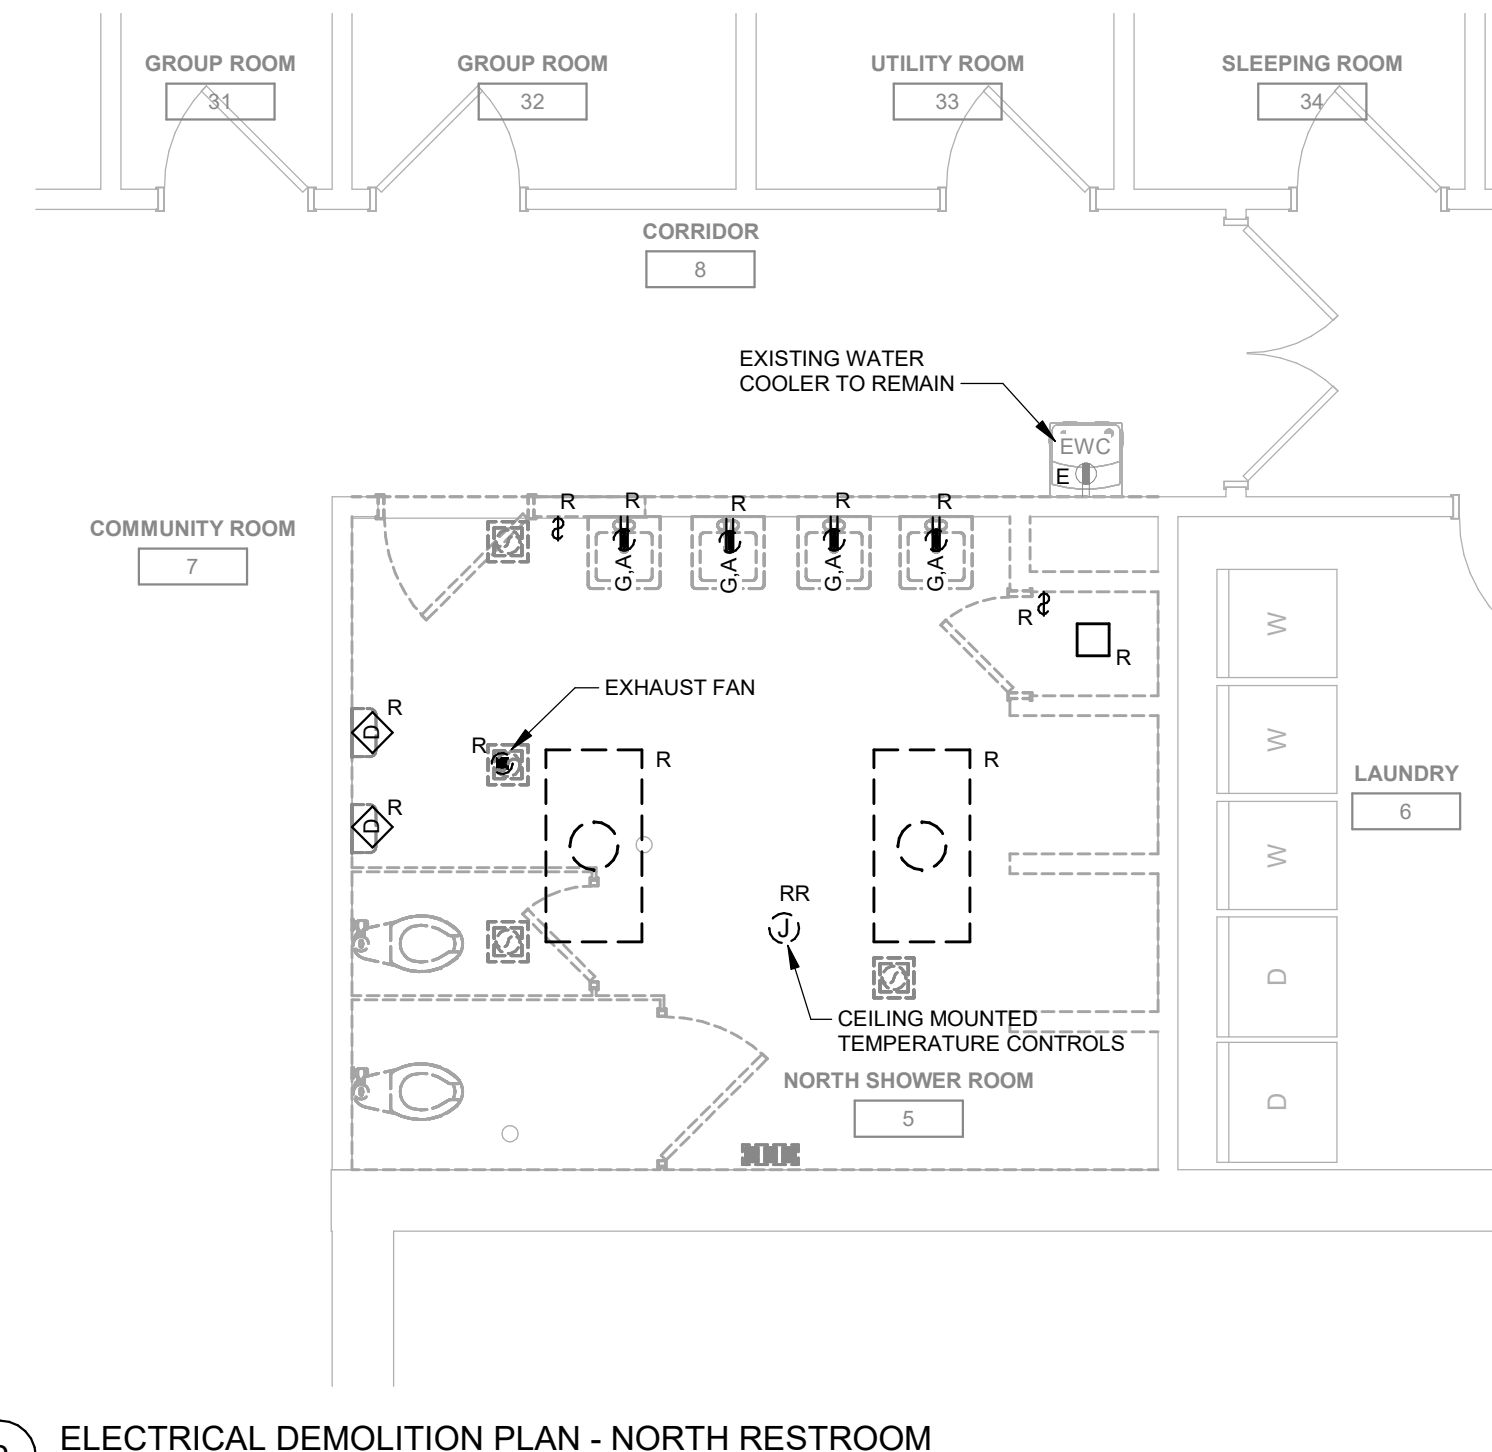 GROUP ROOM
31
GROUP ROOM
32
UTILITY ROOM
33
SLEEPING ROOM
34
CORRIDOR
8
EXISTING WATER
COOLER TO REMAIN
EWC
E
COMMUNITY ROOM
7
R
R
R
R
R
G,A
G,A
G,A
G,A
R
R
W
EXHAUST FAN
R
D
R
R
R
W
LAUNDRY
6
R
D
W
RR
J
CEILING MOUNTED
TEMPERATURE CONTROLS
D
NORTH SHOWER ROOM
5
D
ELECTRICAL DEMOLITION PLAN - NORTH RESTROOM